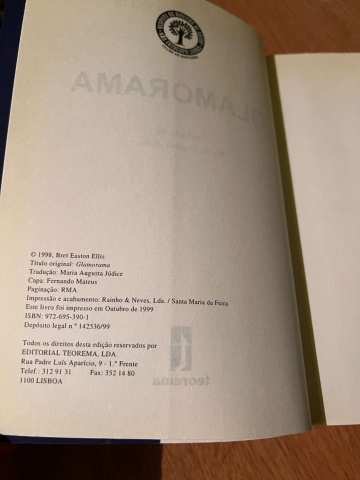 GLAMORAMA
© 1998, Bret Easton Ellis
Título original: Glamorama
Tradução: Maria Augusta Júdice
Capa: Fernando Mateus
Paginação: RMA
Impressão e acabamento: Rainho & Neves, Lda. / Santa Maria da Feira
Este livro foi impresso em Outubro de 1999
ISBN: 972-695-390-1
Depósito legal n.º 142536/99
Todos os direitos desta edição reservados por
EDITORIAL TEOREMA, LDA.
Rua Padre Luís Aparício, 9 - 1.º Frente
Telef.: 312 91 31 Fax: 352 14 80
1100 LISBOA
teorema